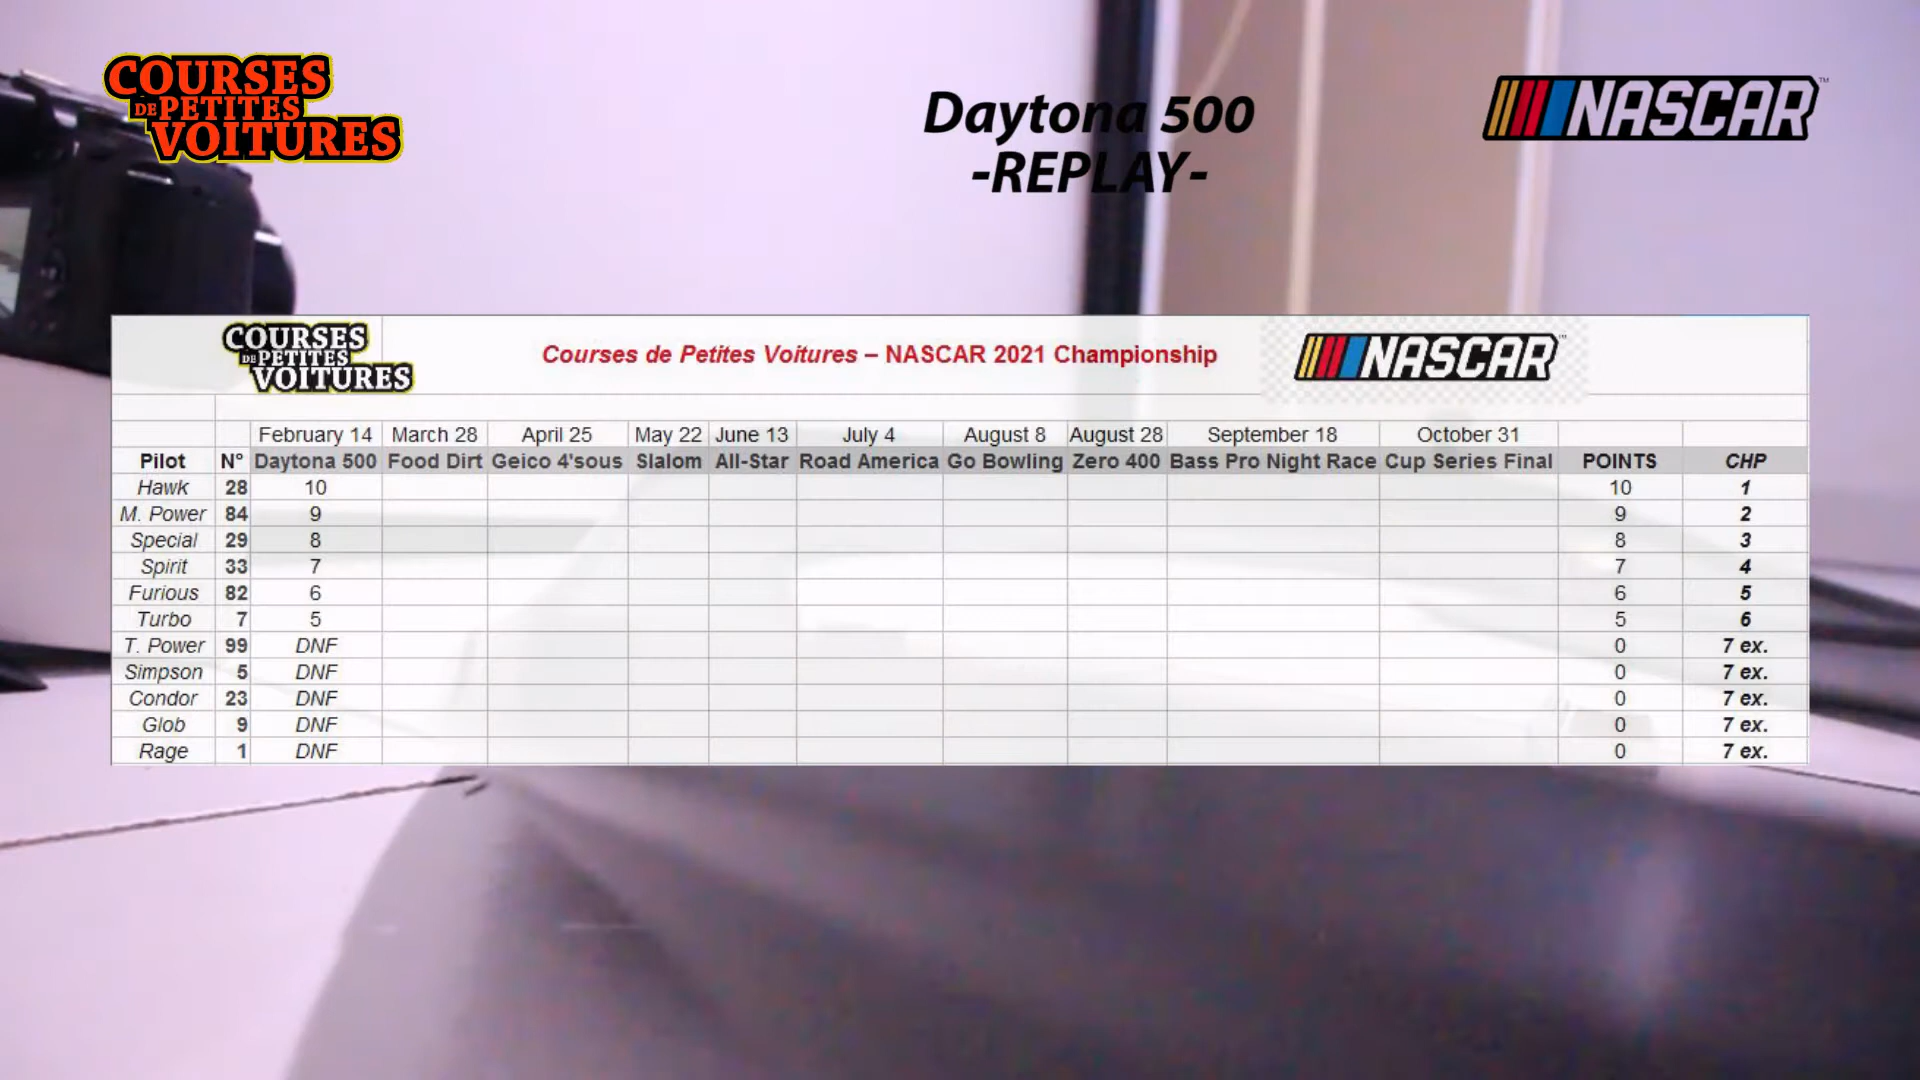 COURSES
DE PETITES
VOITURES
Daytona 500
-REPLAY-
NASCAR™
COURSES
DE PETITES
VOITURES
Courses de Petites Voitures – NASCAR 2021 Championship
NASCAR™
February 14 March 28 April 25 May 22 June 13 July 4 August 8 August 28 September 18 October 31
Pilot N° Daytona 500 Food Dirt Geico 4'sous Slalom All-Star Road America Go Bowling Zero 400 Bass Pro Night Race Cup Series Final POINTS CHP
Hawk 28 10 10 1
M. Power 84 9 9 2
Special 29 8 8 3
Spirit 33 7 7 4
Furious 82 6 6 5
Turbo 7 5 5 6
T. Power 99 DNF 0 7 ex.
Simpson 5 DNF 0 7 ex.
Condor 23 DNF 0 7 ex.
Glob 9 DNF 0 7 ex.
Rage 1 DNF 0 7 ex.